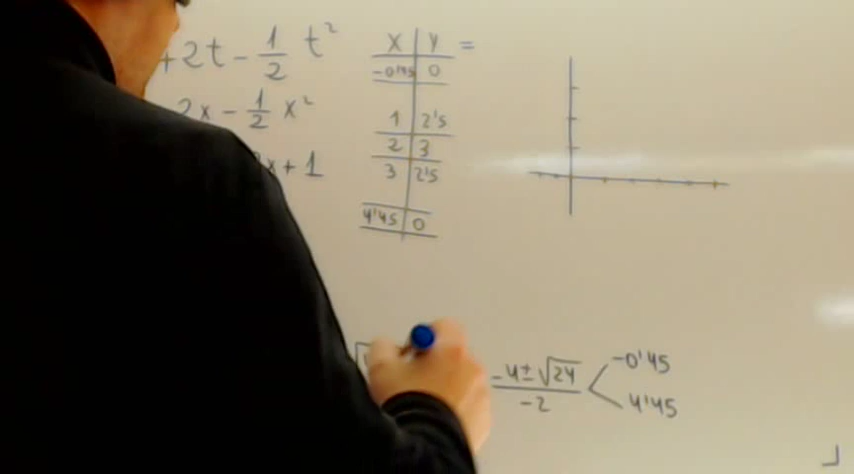 +2t - 1/2 t²
2x - 1/2 x²
x + 1
X | Y =
-0'45 | 0
1 | 2'5
2 | 3
3 | 2'5
4'45 | 0
-4±√24 / -2
-0'45
4'45